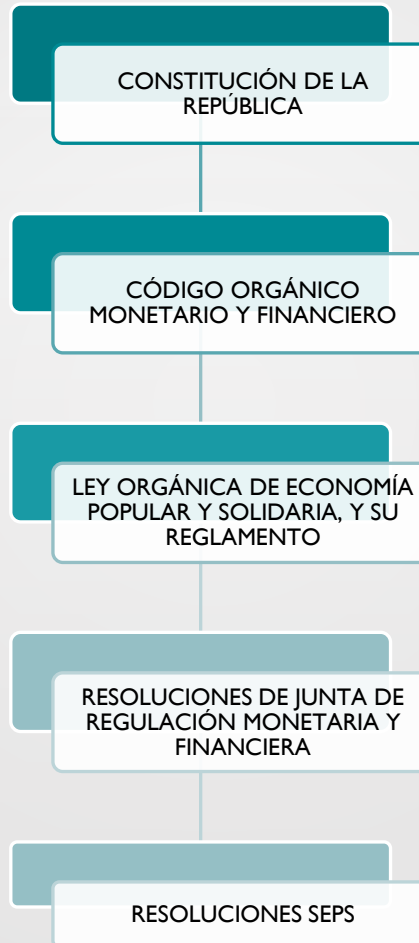 CONSTITUCIÓN DE LA
REPÚBLICA
CÓDIGO ORGÁNICO
MONETARIO Y FINANCIERO
LEY ORGÁNICA DE ECONOMÍA
POPULAR Y SOLIDARIA, Y SU
REGLAMENTO
RESOLUCIONES DE JUNTA DE
REGULACIÓN MONETARIA Y
FINANCIERA
RESOLUCIONES SEPS